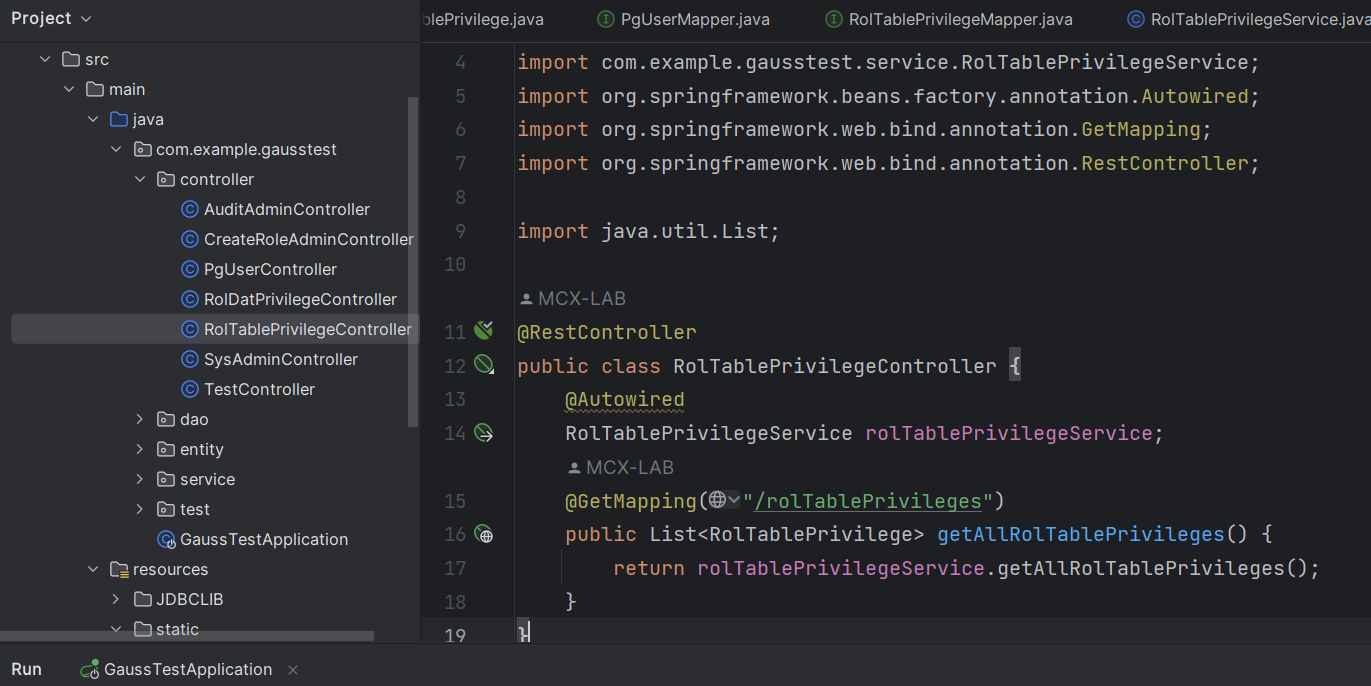 Project
src
main
java
com.example.gausstest
controller
AuditAdminController
CreateRoleAdminController
PgUserController
RolDatPrivilegeController
RolTablePrivilegeController
SysAdminController
TestController
dao
entity
service
test
GaussTestApplication
resources
JDBCLIB
static
blePrivilege.java PgUserMapper.java RolTablePrivilegeMapper.java RolTablePrivilegeService.java
4 import com.example.gausstest.service.RolTablePrivilegeService;
5 import org.springframework.beans.factory.annotation.Autowired;
6 import org.springframework.web.bind.annotation.GetMapping;
7 import org.springframework.web.bind.annotation.RestController;
8
9 import java.util.List;
10
MCX-LAB
11 @RestController
12 public class RolTablePrivilegeController {
13 @Autowired
14 RolTablePrivilegeService rolTablePrivilegeService;
MCX-LAB
15 @GetMapping("/rolTablePrivileges")
16 public List<RolTablePrivilege> getAllRolTablePrivileges() {
17 return rolTablePrivilegeService.getAllRolTablePrivileges();
18 }
19 }
Run GaussTestApplication